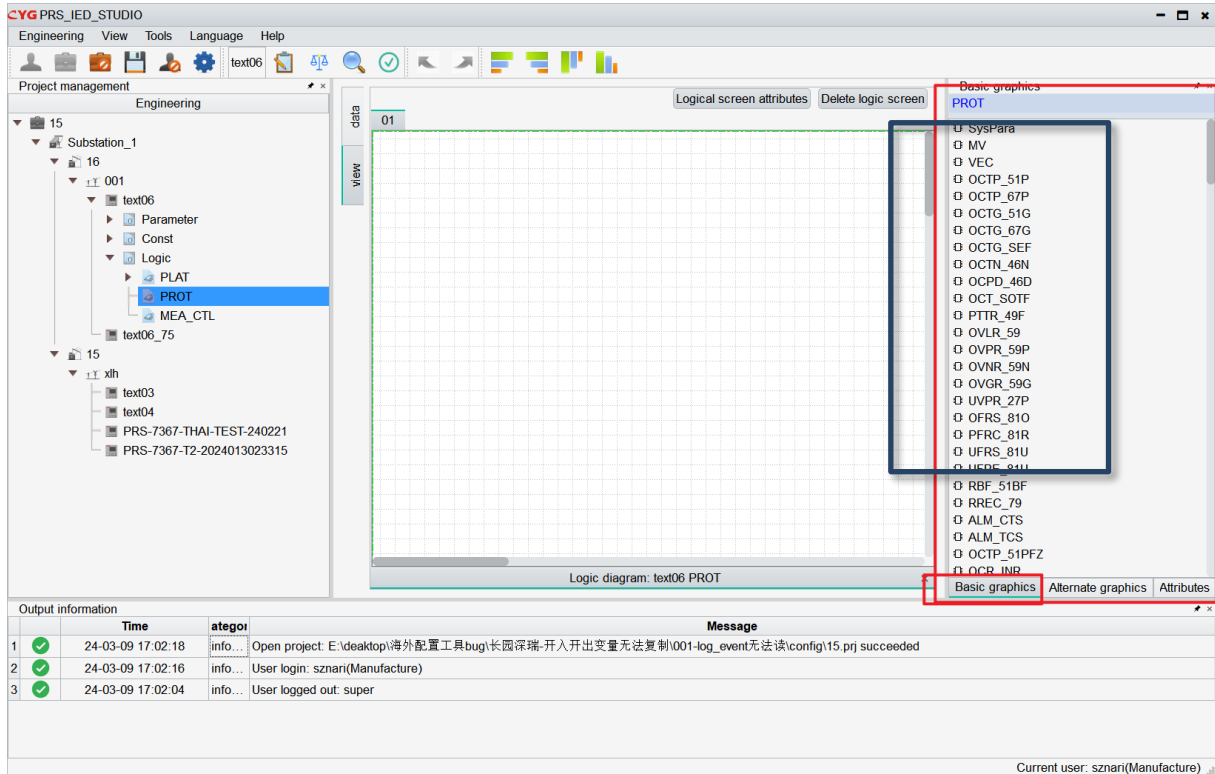 CYG PRS_IED_STUDIO
Engineering View Tools Language Help
text06
Project management
Engineering
15
Substation_1
16
001
text06
Parameter
Const
Logic
PLAT
PROT
MEA_CTL
text06_75
15
xlh
text03
text04
PRS-7367-THAI-TEST-240221
PRS-7367-T2-2024013023315
data
view
Logical screen attributes Delete logic screen
01
Logic diagram: text06 PROT
Basic graphics
PROT
SysPara
MV
VEC
OCTP_51P
OCTP_67P
OCTG_51G
OCTG_67G
OCTG_SEF
OCTN_46N
OCPD_46D
OCT_SOTF
PTTR_49F
OVLR_59
OVPR_59P
OVNR_59N
OVGR_59G
UVPR_27P
OFRS_81O
PFRC_81R
UFRS_81U
RBF_51BF
RREC_79
ALM_CTS
ALM_TCS
OCTP_51PFZ
OCR_INR
Basic graphics Alternate graphics Attributes
Output information
Time ategor Message
1 24-03-09 17:02:18 info... Open project: E:\deaktop\海外配置工具bug\长园深瑞-开入开出变量无法复制\001-log_event无法读\config\15.prj succeeded
2 24-03-09 17:02:16 info... User login: sznari(Manufacture)
3 24-03-09 17:02:04 info... User logged out: super
Current user: sznari(Manufacture)